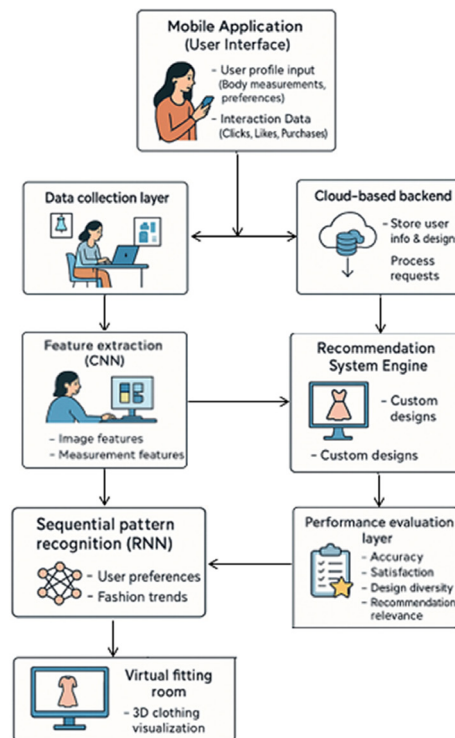 Mobile Application
(User Interface)
- User profile input
(Body measurements,
preferences)
- Interaction Data
(Clicks, Likes, Purchases)
Data collection layer
Cloud-based backend
- Store user
info & design
Process
requests
Feature extraction
(CNN)
- Image features
- Measurement features
Recommendation
System Engine
- Custom
designs
- Custom designs
Sequential pattern
recognition (RNN)
- User preferences
- Fashion trends
Performance evaluation
layer
- Accuracy
- Satisfaction
- Design diversity
- Recommendation
relevance
Virtual fitting
room
- 3D clothing
visualization